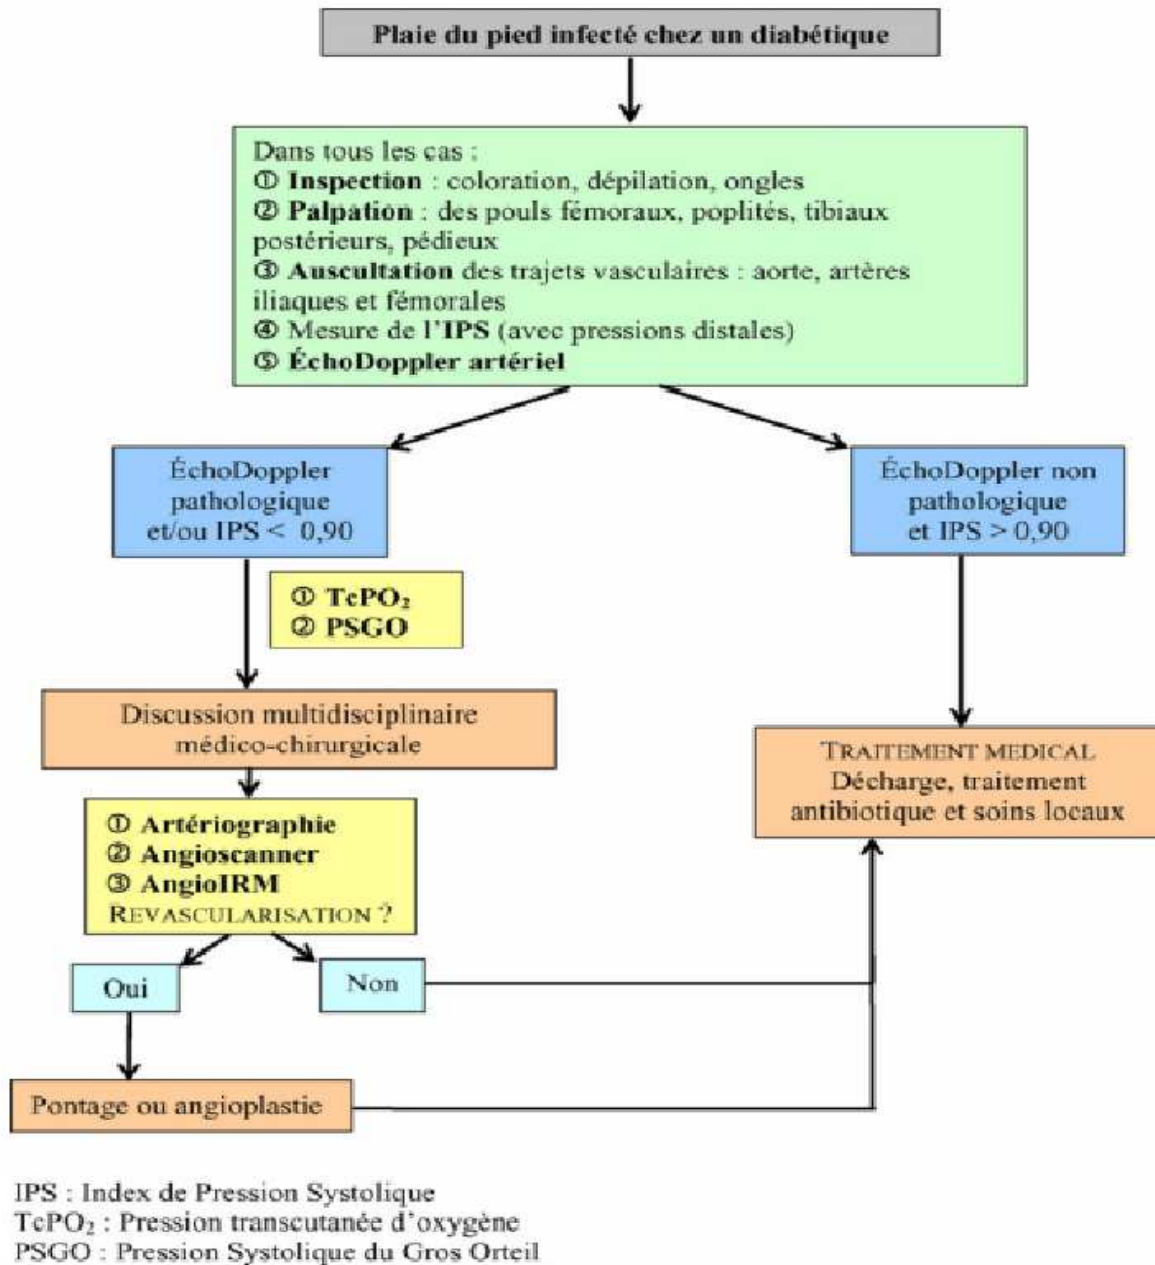 Plaie du pied infecté chez un diabétique
Dans tous les cas :
① Inspection : coloration, dépilation, ongles
② Palpation : des pouls fémoraux, poplités, tibiaux
postérieurs, pédieux
③ Auscultation des trajets vasculaires : aorte, artères
iliaques et fémorales
④ Mesure de l'IPS (avec pressions distales)
⑤ ÉchoDoppler artériel
ÉchoDoppler
pathologique
et/ou IPS < 0,90
ÉchoDoppler non
pathologique
et IPS > 0,90
① TcPO₂
② PSGO
Discussion multidisciplinaire
médico-chirurgicale
TRAITEMENT MEDICAL
Décharge, traitement
antibiotique et soins locaux
① Artériographie
② Angioscanner
③ AngioIRM
REVASCULARISATION ?
Oui
Non
Pontage ou angioplastie
IPS : Index de Pression Systolique
TcPO₂ : Pression transcutanée d'oxygène
PSGO : Pression Systolique du Gros Orteil